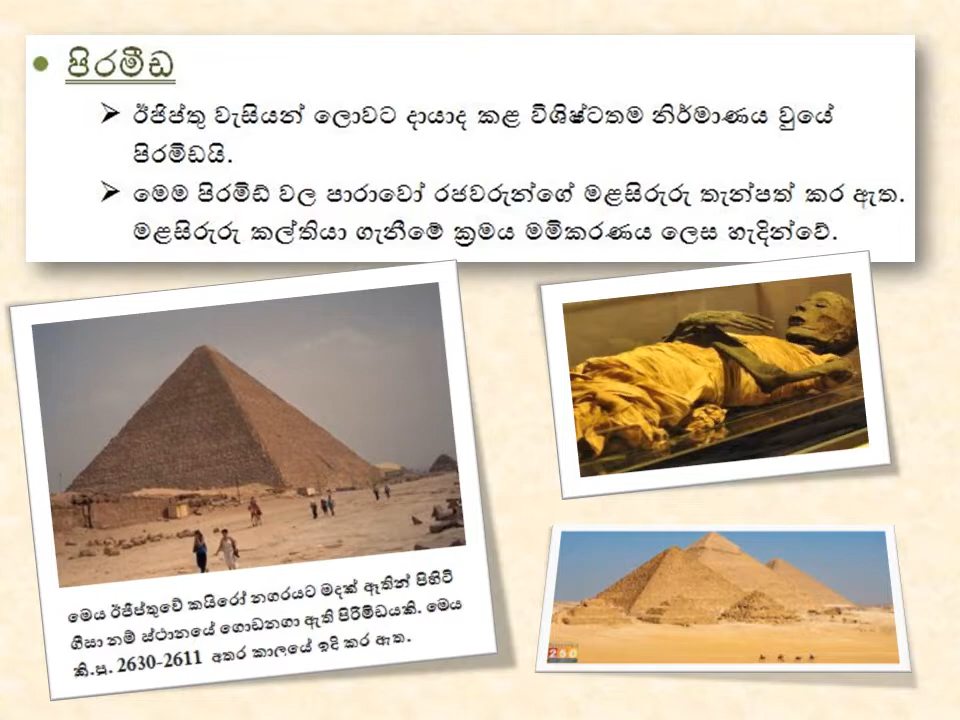 පිරමීඩ
ඊජිප්තු වැසියන් ලොවට දායාද කළ විශිෂ්ටතම නිර්මාණය වුයේ
පිරමිඩයි.
මෙම පිරමිඩ් වල පාරාවෝ රජවරුන්ගේ මළසිරුරු තැන්පත් කර ඇත.
මළසිරුරු කල්තියා ගැනීමේ ක්‍රමය මමිකරණය ලෙස හැදින්වේ.
මෙය ඊජිප්තුවේ කයිරෝ නගරයට මදක් ඈතින් පිහිටි
ගීසා නම් ස්ථානයේ ගොඩනගා ඇති පිරිමීඩයකි. මෙය
ක්‍රි.පූ. 2630-2611 අතර කාලයේ ඉදි කර ඇත.
260